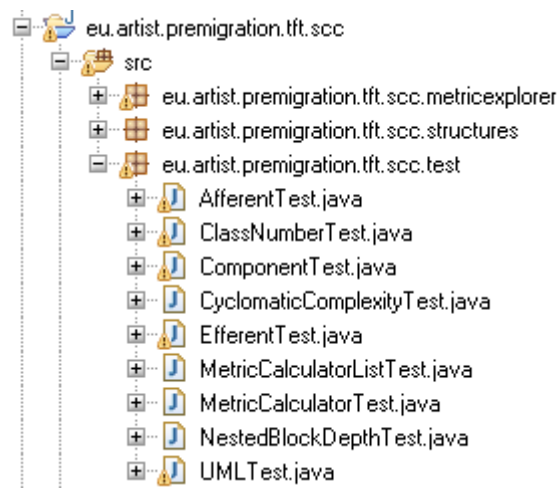 eu.artist.premigration.tft.scc
src
eu.artist.premigration.tft.scc.metricexplorer
eu.artist.premigration.tft.scc.structures
eu.artist.premigration.tft.scc.test
AfferentTest.java
ClassNumberTest.java
ComponentTest.java
CyclomaticComplexityTest.java
EfferentTest.java
MetricCalculatorListTest.java
MetricCalculatorTest.java
NestedBlockDepthTest.java
UMLTest.java